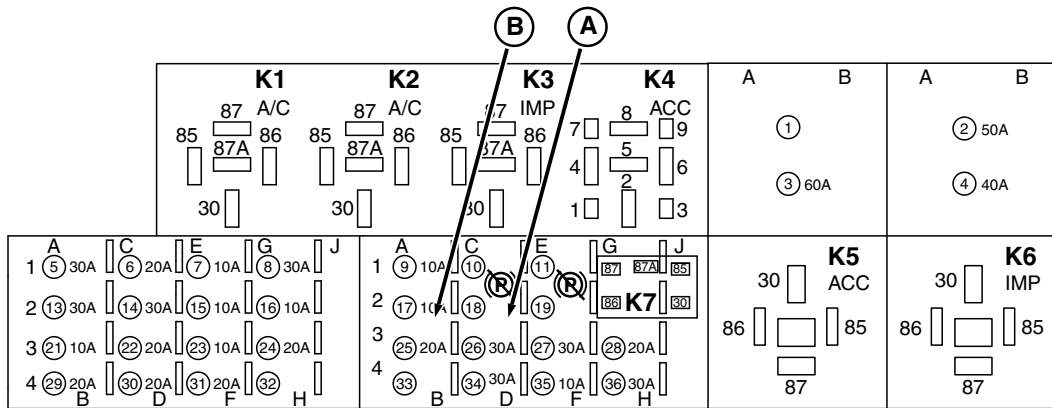 B A
K1 K2 K3 K4 A B A B
87 A/C 87 A/C 87 IMP 8 ACC
85 86 85 86 85 86 7 9 1 2 50A
87A 87A 87A 4 5 6
30 30 30 1 2 3 3 60A 4 40A
A C E G J A C E G J K5 K6
1 5 30A 6 20A 7 10A 8 30A 1 9 10A 10 P 11 P 87 87A 85 30 ACC 30 IMP
2 13 30A 14 30A 15 10A 16 10A 2 17 10A 18 19 86 K7 30
3 21 10A 22 20A 23 10A 24 20A 3 25 20A 26 30A 27 30A 28 20A 86 85 86 85
4 29 20A 30 20A 31 20A 32 4 33 34 30A 35 10A 36 30A 87 87
B D F H B D F H